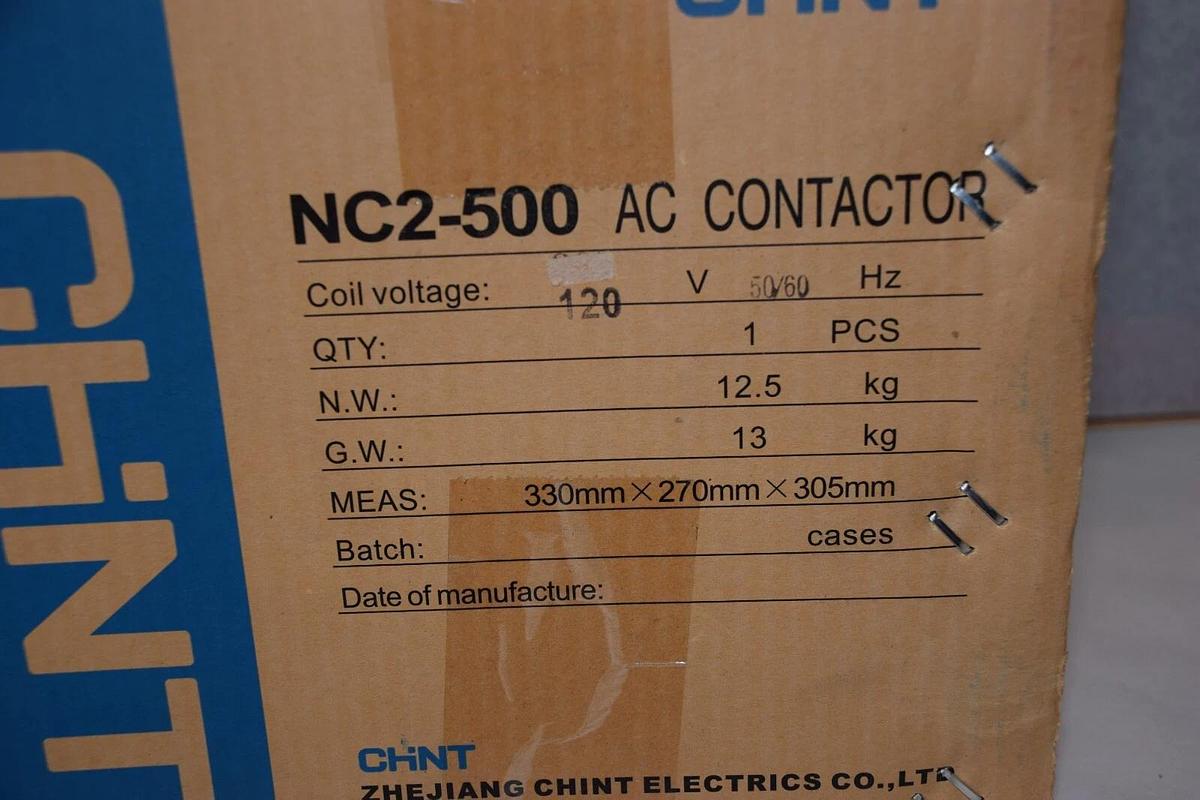 CHINT
CHINT
NC2-500 AC CONTACTOR
Coil voltage: 120 V 50/60 Hz
QTY: 1 PCS
N.W.: 12.5 kg
G.W.: 13 kg
MEAS: 330mm×270mm×305mm
Batch: cases
Date of manufacture:
CHINT
ZHEJIANG CHINT ELECTRICS CO.,LTD